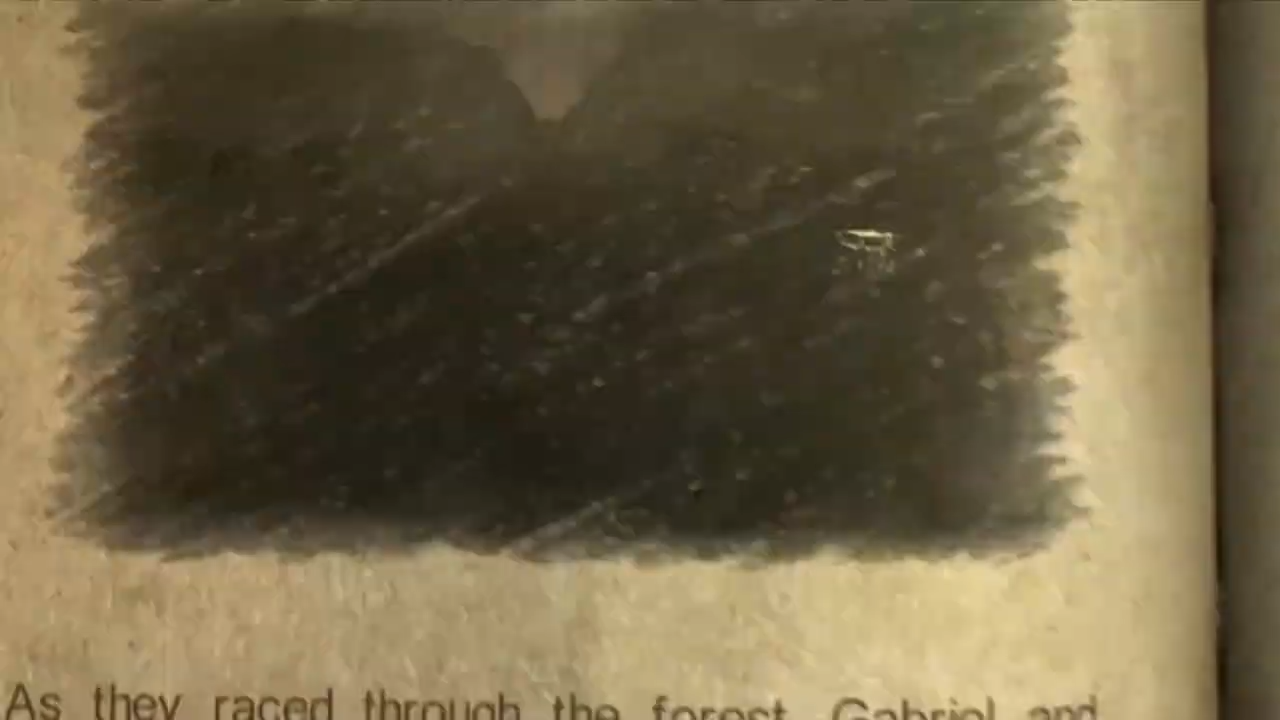 As they raced through the forest, Gabriel and